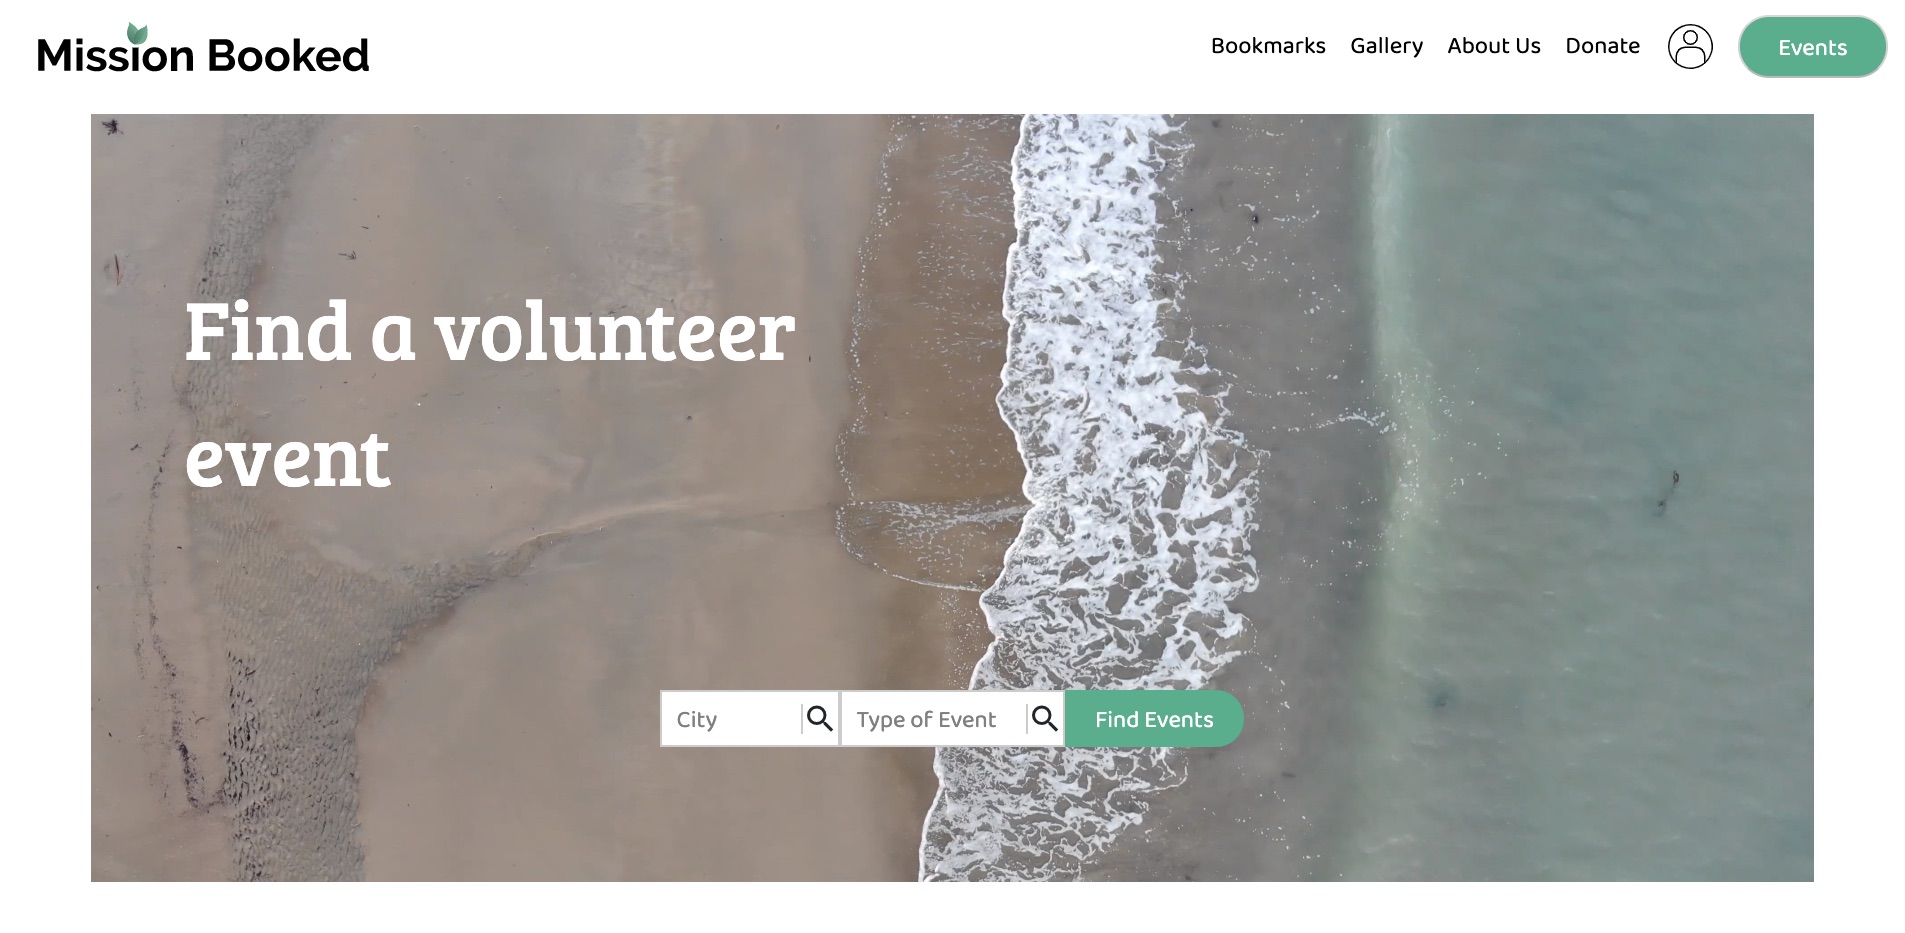 Mission Booked
Bookmarks Gallery About Us Donate Events
Find a volunteer
event
City Type of Event Find Events